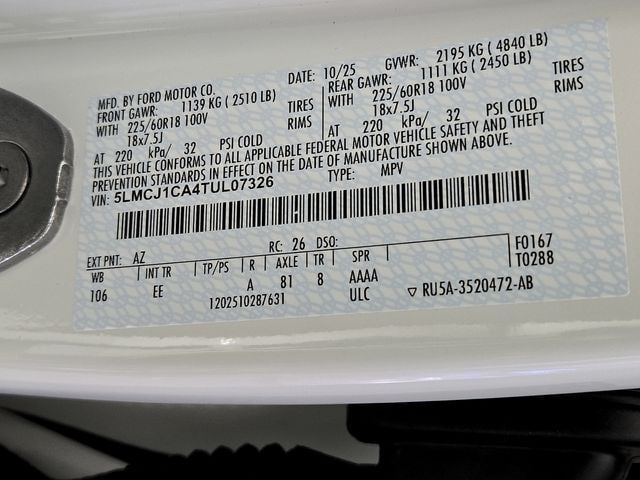 MFD. BY FORD MOTOR CO. DATE: 10/25 GVWR: 2195 KG ( 4840 LB)
FRONT GAWR: 1139 KG ( 2510 LB) REAR GAWR: 1111 KG ( 2450 LB)
WITH 225/60R18 100V TIRES WITH 225/60R18 100V TIRES
18x7.5J RIMS 18x7.5J RIMS
AT 220 kPa/ 32 PSI COLD AT 220 kPa/ 32 PSI COLD
THIS VEHICLE CONFORMS TO ALL APPLICABLE FEDERAL MOTOR VEHICLE SAFETY AND THEFT
PREVENTION STANDARDS IN EFFECT ON THE DATE OF MANUFACTURE SHOWN ABOVE.
VIN: 5LMCJ1CA4TUL07326 TYPE: MPV
EXT PNT: AZ RC: 26 DSO: F0167
WB INT TR TP/PS R AXLE TR SPR T0288
106 EE A 81 8 AAAA
1202510287631 ULC ▽ RU5A-3520472-AB